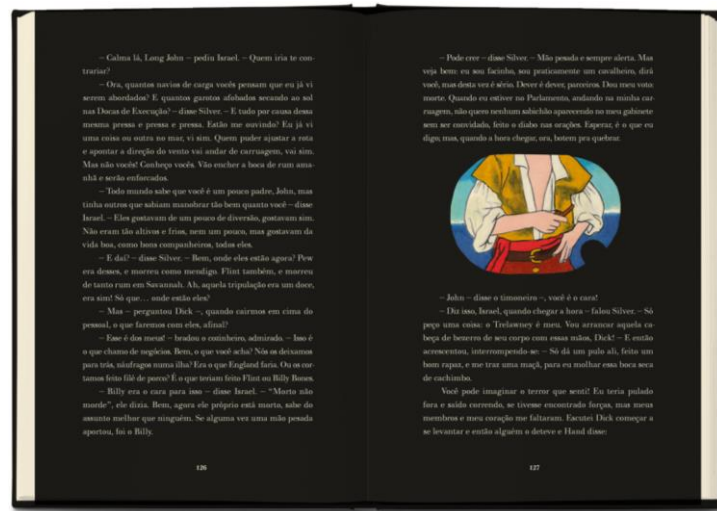 – Calma lá, Long John – pediu Israel. – Quem iria te con-
trariar?
– Ora, quantos navios de carga vocês pensam que eu já vi
serem abordados? E quantos garotos afobados secando ao sol
nas Docas de Execução? – disse Silver. – E tudo por causa dessa
mesma pressa e pressa e pressa. Estão me ouvindo? Eu já vi
uma coisa ou outra no mar, vi sim. Quem puder ajustar a rota
e apontar a direção do vento vai andar de carruagem, vai sim.
Mas não vocês! Conheço vocês. Vão encher a boca de rum ama-
nhã e serão enforcados.
– Todo mundo sabe que você é um pouco padre, John, mas
tinha outros que sabiam manobrar tão bem quanto você – disse
Israel. – Eles gostavam de um pouco de diversão, gostavam sim.
Não eram tão altivos e frios, nem um pouco, mas gostavam da
vida boa, como bons companheiros, todos eles.
– E daí? – disse Silver. – Bem, onde eles estão agora? Pew
era desses, e morreu como mendigo. Flint também, e morreu
de tanto rum em Savannah. Ah, aquela tripulação era um doce,
era sim! Só que... onde estão eles?
– Mas – perguntou Dick –, quando cairmos em cima do
pessoal, o que faremos com eles, afinal?
– Esse é dos meus! – bradou o cozinheiro, admirado. – Isso é
o que chamo de negócios. Bem, o que você acha? Nós os deixamos
para trás, náufragos numa ilha? Era o que England faria. Ou os cor-
tamos feito filé de porco? É o que teriam feito Flint ou Billy Bones.
– Billy era o cara para isso – disse Israel. – “Morto não
morde”, ele dizia. Bem, agora ele próprio está morto, sabe do
assunto melhor que ninguém. Se alguma vez uma mão pesada
aportou, foi o Billy.
126
– Pode crer – disse Silver. – Mão pesada e sempre alerta. Mas
veja bem: eu sou facinho, sou praticamente um cavalheiro, dirá
você, mas desta vez é sério. Dever é dever, parceiros. Dou meu voto:
morte. Quando eu estiver no Parlamento, andando na minha car-
ruagem, não quero nenhum sabichão aparecendo no meu gabinete
sem ser convidado, feito o diabo nas orações. Esperar, é o que eu
digo; mas, quando a hora chegar, ora, botem pra quebrar.
– John – disse o timoneiro –, você é o cara!
– Diz isso, Israel, quando chegar a hora – falou Silver. – Só
peço uma coisa: o Trelawney é meu. Vou arrancar aquela ca-
beça de bezerro de seu corpo com essas mãos, Dick! – E então
acrescentou, interrompendo-se: – Só dá um pulo ali, feito um
bom rapaz, e me traz uma maçã, para eu molhar essa boca seca
de cachimbo.
Você pode imaginar o terror que senti! Eu teria pulado
fora e saído correndo, se tivesse encontrado forças, mas meus
membros e meu coração me faltaram. Escutei Dick começar a
se levantar e então alguém o deteve e Hand disse:
127